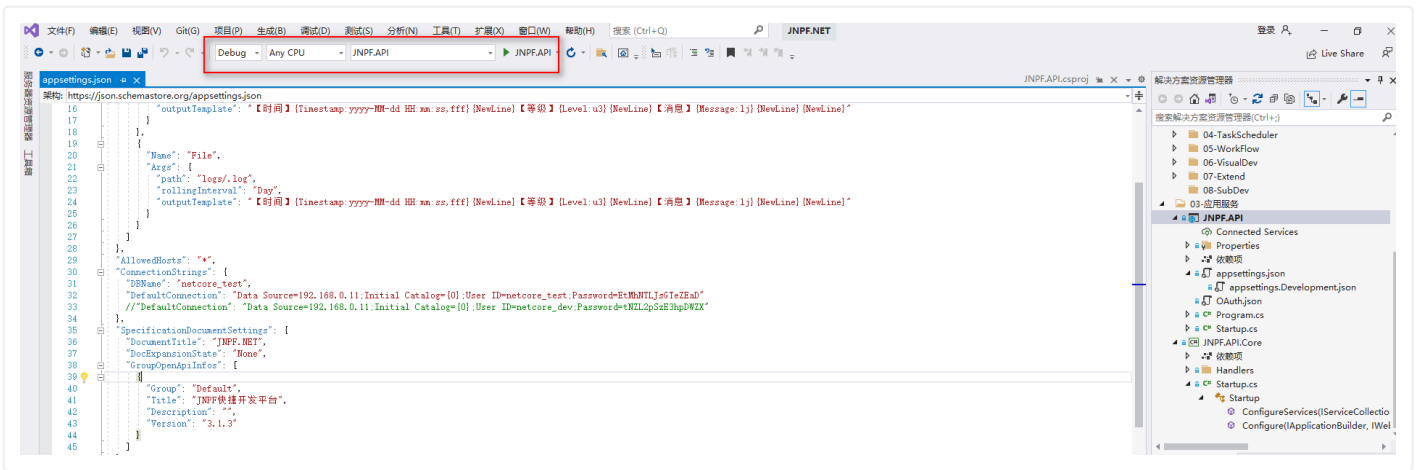 文件(F) 编辑(E) 视图(V) Git(G) 项目(P) 生成(B) 调试(D) 测试(S) 分析(N) 工具(T) 扩展(X) 窗口(W) 帮助(H) 搜索 (Ctrl+Q) JNPF.NET 登录
Debug Any CPU JNPF.API JNPF.API Live Share
服务器资源管理器
工具箱
appsettings.json JNPF.API.csproj
架构: https://json.schemastore.org/appsettings.json
16 "outputTemplate": "【时间】{Timestamp:yyyy-MM-dd HH:mm:ss,fff}{NewLine}【等级】{Level:u3}{NewLine}【消息】{Message:lj}{NewLine}{NewLine}"
17 }
18 },
19 {
20 "Name": "File",
21 "Args": {
22 "path": "logs/.log",
23 "rollingInterval": "Day",
24 "outputTemplate": "【时间】{Timestamp:yyyy-MM-dd HH:mm:ss,fff}{NewLine}【等级】{Level:u3}{NewLine}【消息】{Message:lj}{NewLine}{NewLine}"
25 }
26 }
27 ]
28 },
29 "AllowedHosts": "*",
30 "ConnectionStrings": {
31 "DBName": "netcore_test",
32 "DefaultConnection": "Data Source=192.168.0.11;Initial Catalog={0};User ID=netcore_test;Password=EtMhNTLJsGTeZEaD"
33 //"DefaultConnection": "Data Source=192.168.0.11;Initial Catalog={0};User ID=netcore_dev;Password=tNZL2pSzE3hpDWZX"
34 },
35 "SpecificationDocumentSettings": {
36 "DocumentTitle": "JNPF.NET",
37 "DocExpansionState": "None",
38 "GroupOpenApiInfos": [
39 {
40 "Group": "Default",
41 "Title": "JNPF快捷开发平台",
42 "Description": "",
43 "Version": "3.1.3"
44 }
45 ]
解决方案资源管理器
搜索解决方案资源管理器(Ctrl+;)
04-TaskScheduler
05-WorkFlow
06-VisualDev
07-Extend
08-SubDev
03-应用服务
JNPF.API
Connected Services
Properties
依赖项
appsettings.json
appsettings.Development.json
OAuth.json
C# Program.cs
C# Startup.cs
JNPF.API.Core
依赖项
Handlers
C# Startup.cs
Startup
ConfigureServices(IServiceCollectio
Configure(IApplicationBuilder, IWel